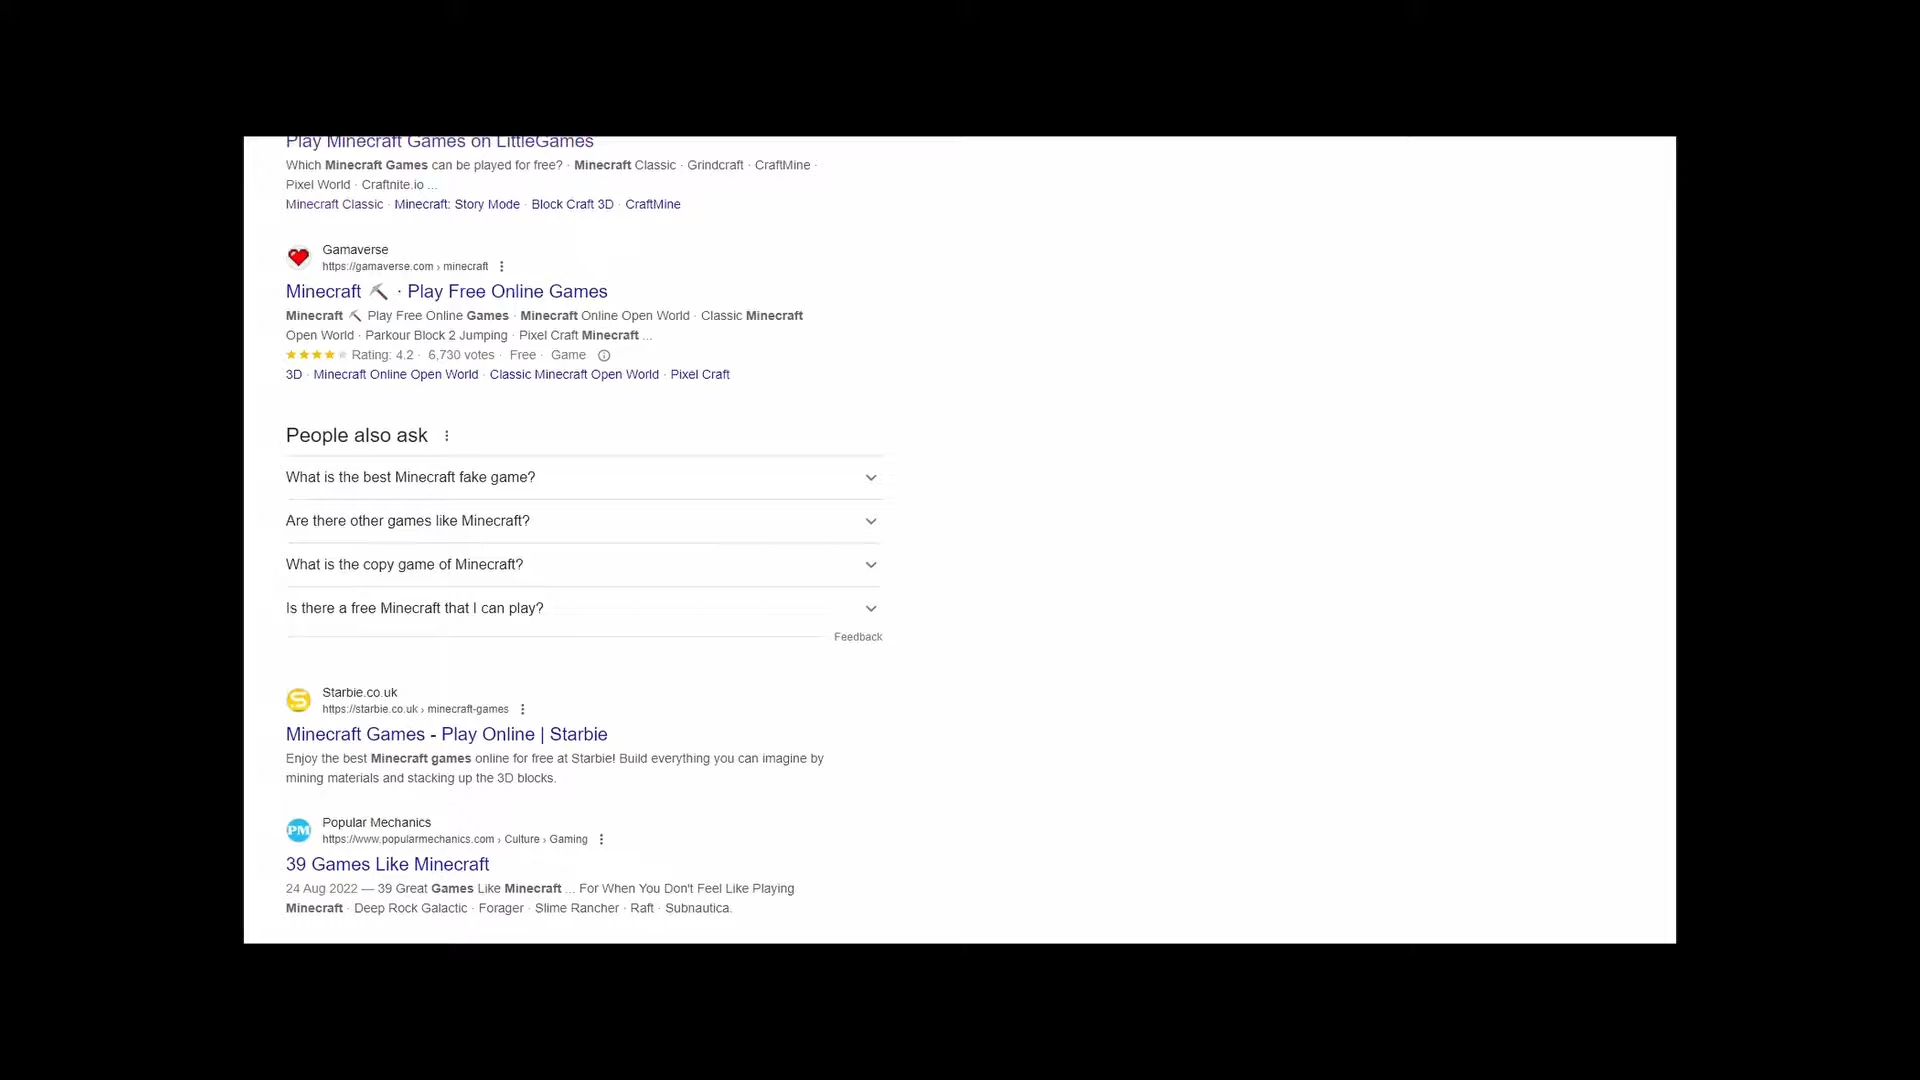 Play Minecraft Games on LittleGames
Which Minecraft Games can be played for free? · Minecraft Classic · Grindcraft · CraftMine ·
Pixel World · Craftnite.io ...
Minecraft Classic · Minecraft: Story Mode · Block Craft 3D · CraftMine
Gamaverse
https://gamaverse.com › minecraft
Minecraft ⛏️ · Play Free Online Games
Minecraft ⛏️ Play Free Online Games · Minecraft Online Open World · Classic Minecraft
Open World · Parkour Block 2 Jumping · Pixel Craft Minecraft ...
Rating: 4.2 · 6,730 votes · Free · Game
3D · Minecraft Online Open World · Classic Minecraft Open World · Pixel Craft
People also ask
What is the best Minecraft fake game?
Are there other games like Minecraft?
What is the copy game of Minecraft?
Is there a free Minecraft that I can play?
Feedback
S
Starbie.co.uk
https://starbie.co.uk › minecraft-games
Minecraft Games - Play Online | Starbie
Enjoy the best Minecraft games online for free at Starbie! Build everything you can imagine by
mining materials and stacking up the 3D blocks.
PM
Popular Mechanics
https://www.popularmechanics.com › Culture › Gaming
39 Games Like Minecraft
24 Aug 2022 — 39 Great Games Like Minecraft ... For When You Don't Feel Like Playing
Minecraft · Deep Rock Galactic · Forager · Slime Rancher · Raft · Subnautica.